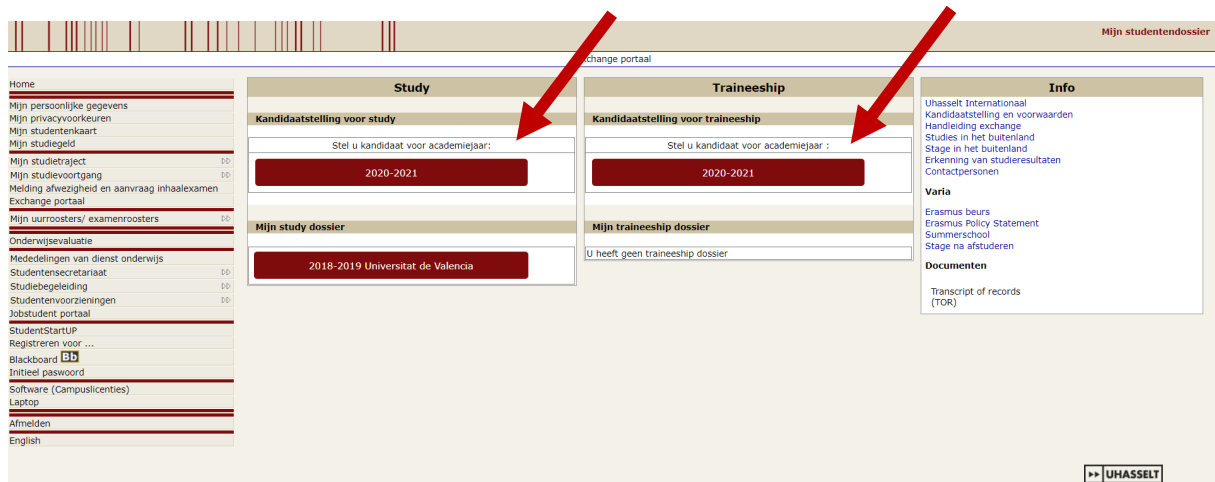 Mijn studentendossier
change portaal
Home
Mijn persoonlijke gegevens
Mijn privacyvoorkeuren
Mijn studentenkaart
Mijn studiegeld
Mijn studietraject
Mijn studievoortgang
Melding afwezigheid en aanvraag inhaalexamen
Exchange portaal
Mijn uurroosters/ examenroosters
Onderwijsevaluatie
Mededelingen van dienst onderwijs
Studentensecretariaat
Studiebegeleiding
Studentenvoorzieningen
Jobstudent portaal
StudentStartUP
Registreren voor ...
Blackboard Bb
Initieel paswoord
Software (Campuslicenties)
Laptop
Afmelden
English
Study
Kandidaatstelling voor study
Stel u kandidaat voor academiejaar:
2020-2021
Mijn study dossier
2018-2019 Universitat de Valencia
Traineeship
Kandidaatstelling voor traineeship
Stel u kandidaat voor academiejaar :
2020-2021
Mijn traineeship dossier
U heeft geen traineeship dossier
Info
Uhasselt Internationaal
Kandidaatstelling en voorwaarden
Handleiding exchange
Studies in het buitenland
Stage in het buitenland
Erkenning van studieresultaten
Contactpersonen
Varia
Erasmus beurs
Erasmus Policy Statement
Summerschool
Stage na afstuderen
Documenten
Transcript of records
(TOR)
UHASSELT